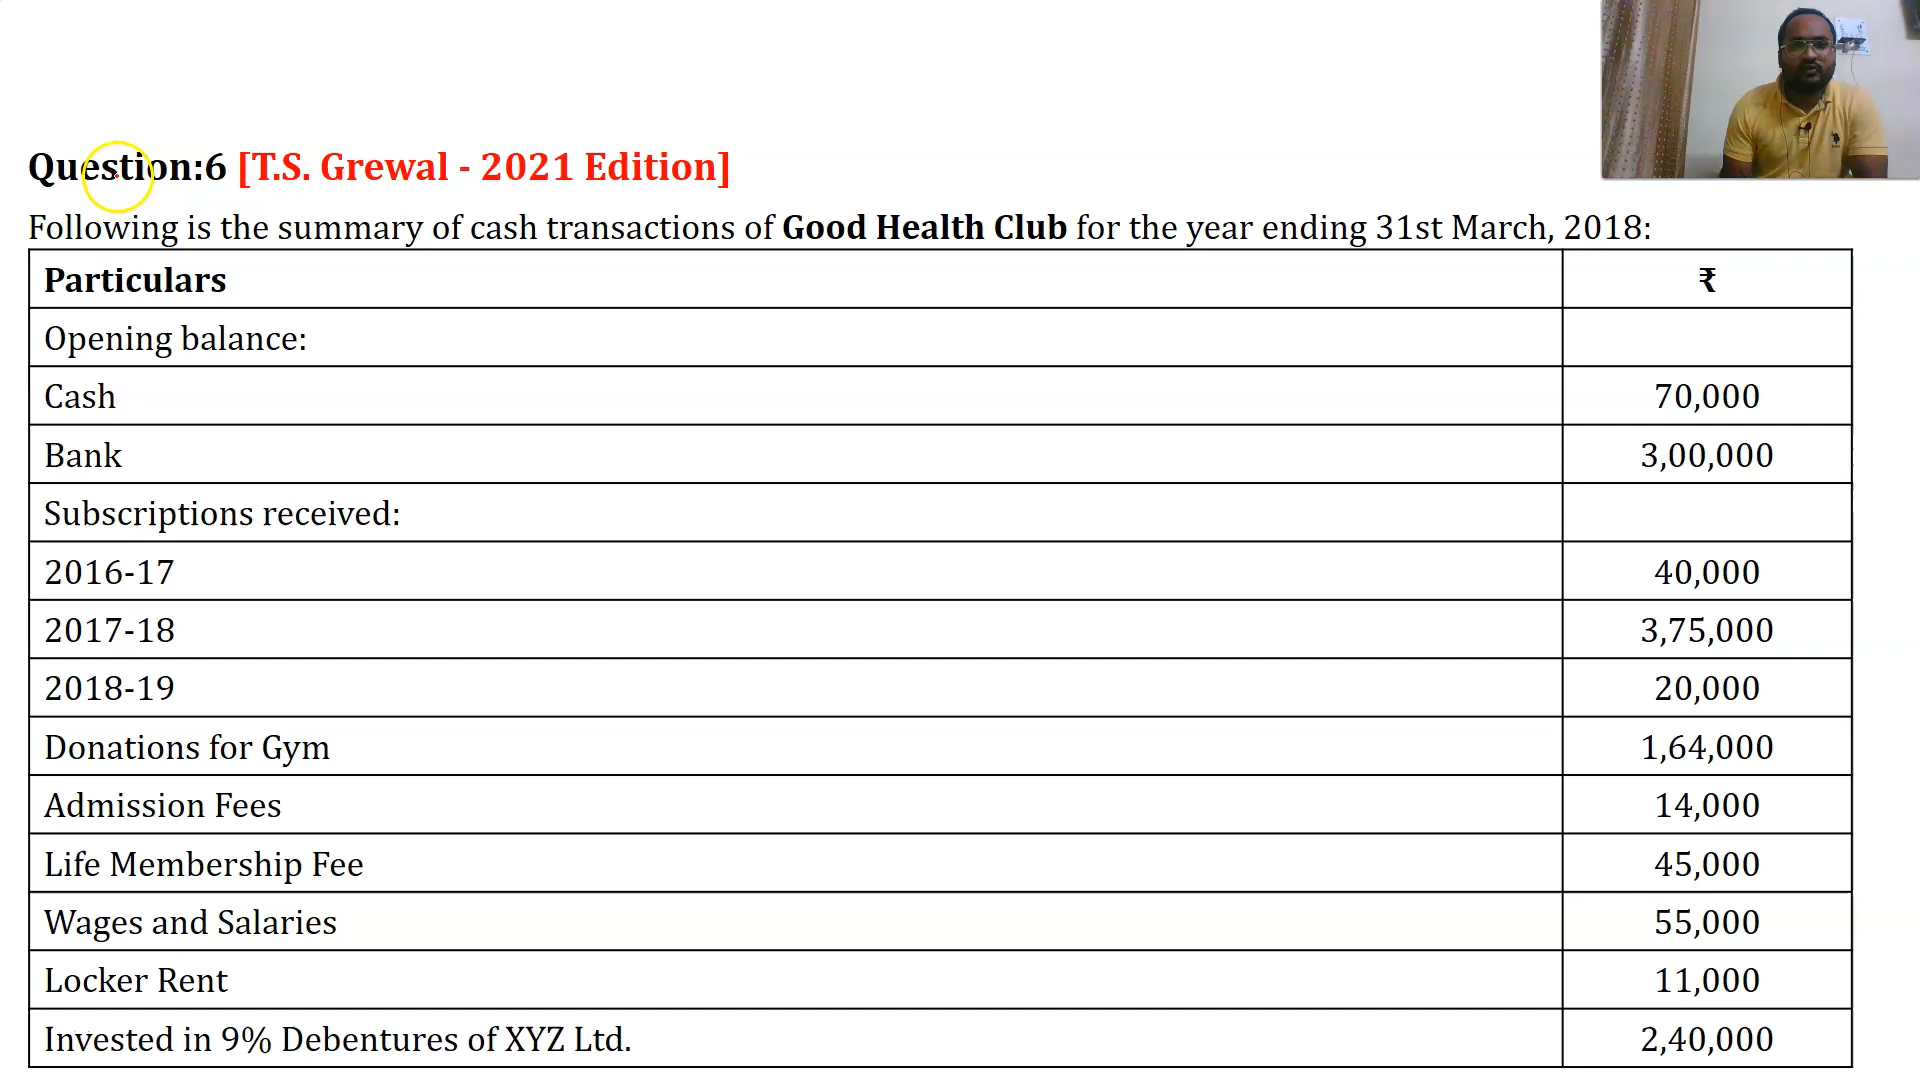 Question:6 [T.S. Grewal - 2021 Edition]
Following is the summary of cash transactions of Good Health Club for the year ending 31st March, 2018:
Particulars ₹
Opening balance:
Cash 70,000
Bank 3,00,000
Subscriptions received:
2016-17 40,000
2017-18 3,75,000
2018-19 20,000
Donations for Gym 1,64,000
Admission Fees 14,000
Life Membership Fee 45,000
Wages and Salaries 55,000
Locker Rent 11,000
Invested in 9% Debentures of XYZ Ltd. 2,40,000